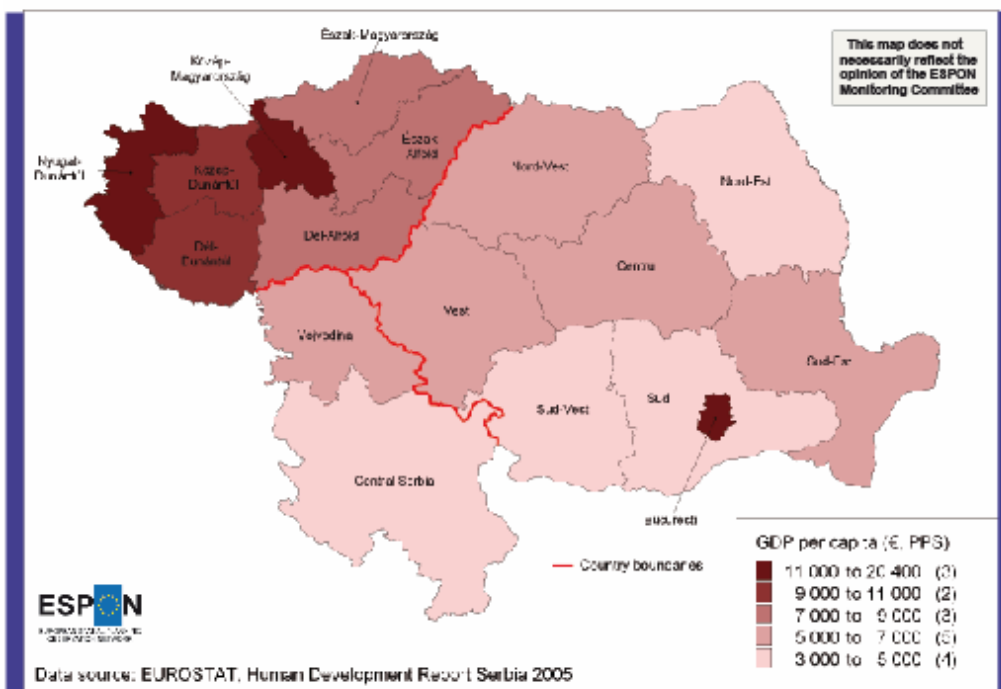 Észak-Magyarország
Közép-
Magyarország
This map does not
necessarily reflect the
opinion of the ESPON
Monitoring Committee
Nyugat-
Dunántúl
Közép-
Dunántúl
Észak
Alföld
Nord-Vest
Nord-Est
Dél-Alföld
Dél-
Dunántúl
Centru
Vest
Vojvodina
Sud-Est
Sud-Vest
Sud
Central Serbia
Bucuresti
Country boundaries
GDP per capita (€, PPS)
11 000 to 20 400 (3)
9 000 to 11 000 (2)
7 000 to 9 000 (3)
5 000 to 7 000 (5)
3 000 to 5 000 (4)
ESPON
Data source: EUROSTAT, Human Development Report Serbia 2005